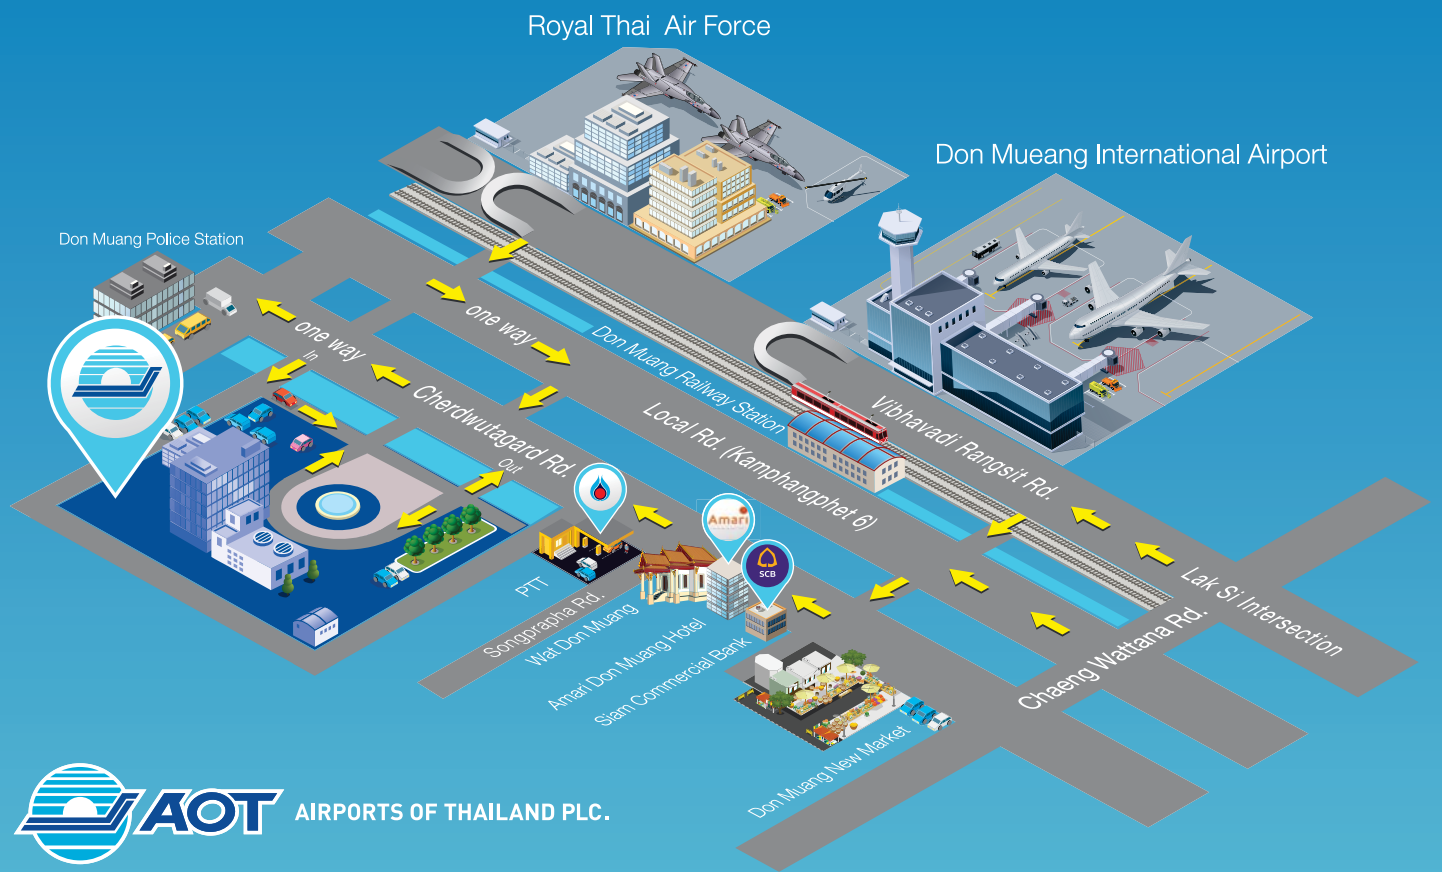 Royal Thai Air Force
Don Mueang International Airport
Don Muang Police Station
one way
In
one way
Don Muang Railway Station
Cherdwutagard Rd.
Out
Local Rd. (Kamphangphet 6)
Vibhavadi Rangsit Rd.
Amari
SCB
PTT
Songprapha Rd.
Wat Don Muang
Amari Don Muang Hotel
Siam Commercial Bank
Don Muang New Market
Chaeng Wattana Rd.
Lak Si Intersection
AOT
AIRPORTS OF THAILAND PLC.